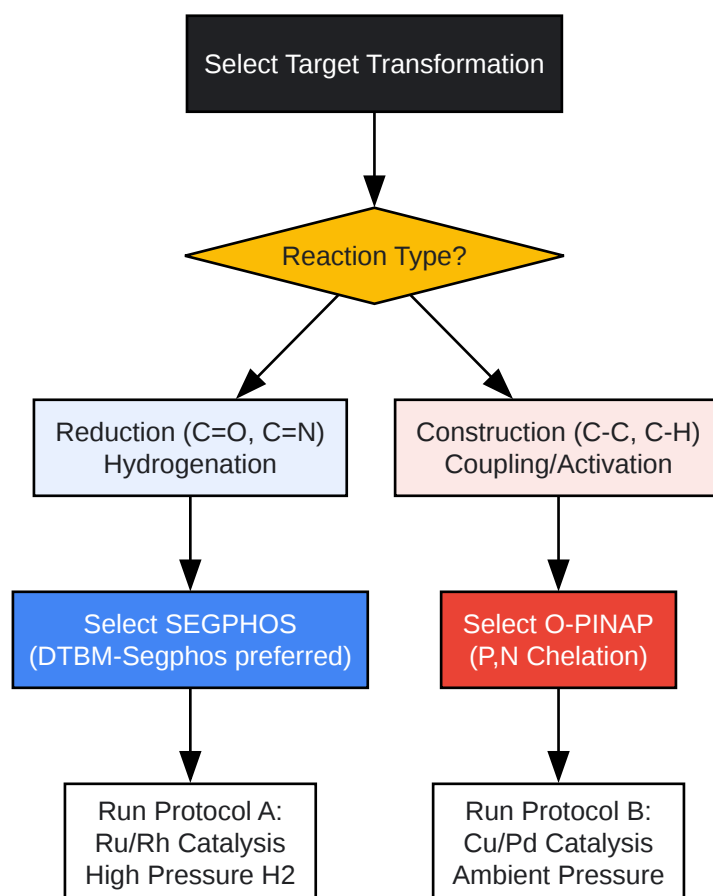 Select Target Transformation
Reaction Type?
Reduction (C=O, C=N)
Hydrogenation
Construction (C-C, C-H)
Coupling/Activation
Select SEGPHOS
(DTBM-Segphos preferred)
Select O-PINAP
(P,N Chelation)
Run Protocol A:
Ru/Rh Catalysis
High Pressure H2
Run Protocol B:
Cu/Pd Catalysis
Ambient Pressure